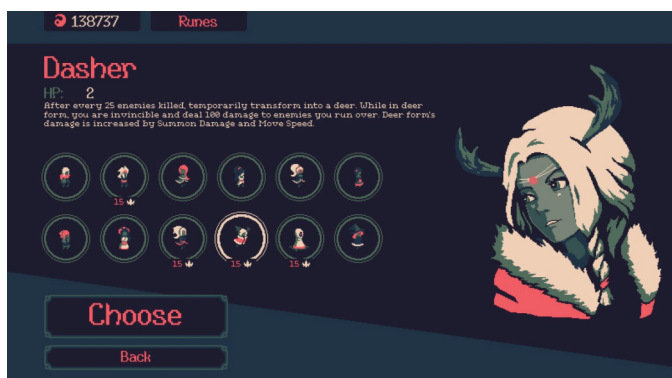 138737 Runes
Dasher
HP: 2
After every 25 enemies killed, temporarily transform into a deer. While in deer
form, you are invincible and deal 100 damage to enemies you run over. Deer form's
damage is increased by Summon Damage and Move Speed.
15
15 15 15
Choose
Back